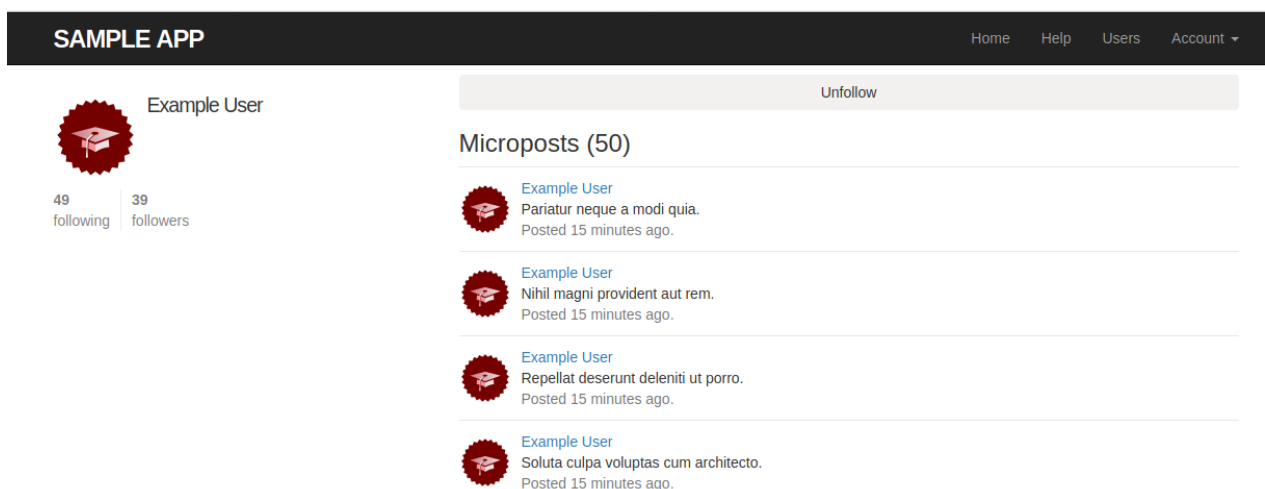 SAMPLE APP
Home Help Users Account
Example User
49 39
following followers
Unfollow
Microposts (50)
Example User
Pariatur neque a modi quia.
Posted 15 minutes ago.
Example User
Nihil magni provident aut rem.
Posted 15 minutes ago.
Example User
Repellat deserunt deleniti ut porro.
Posted 15 minutes ago.
Example User
Soluta culpa voluptas cum architecto.
Posted 15 minutes ago.